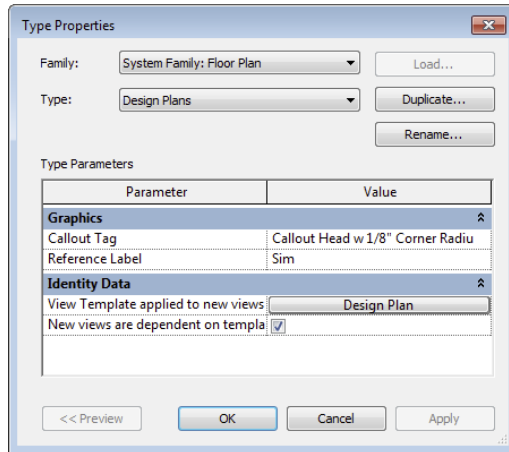 Type Properties
Family: System Family: Floor Plan Load...
Type: Design Plans Duplicate...
Rename...
Type Parameters
Parameter Value
Graphics
Callout Tag Callout Head w 1/8" Corner Radiu
Reference Label Sim
Identity Data
View Template applied to new views Design Plan
New views are dependent on templa
<< Preview OK Cancel Apply